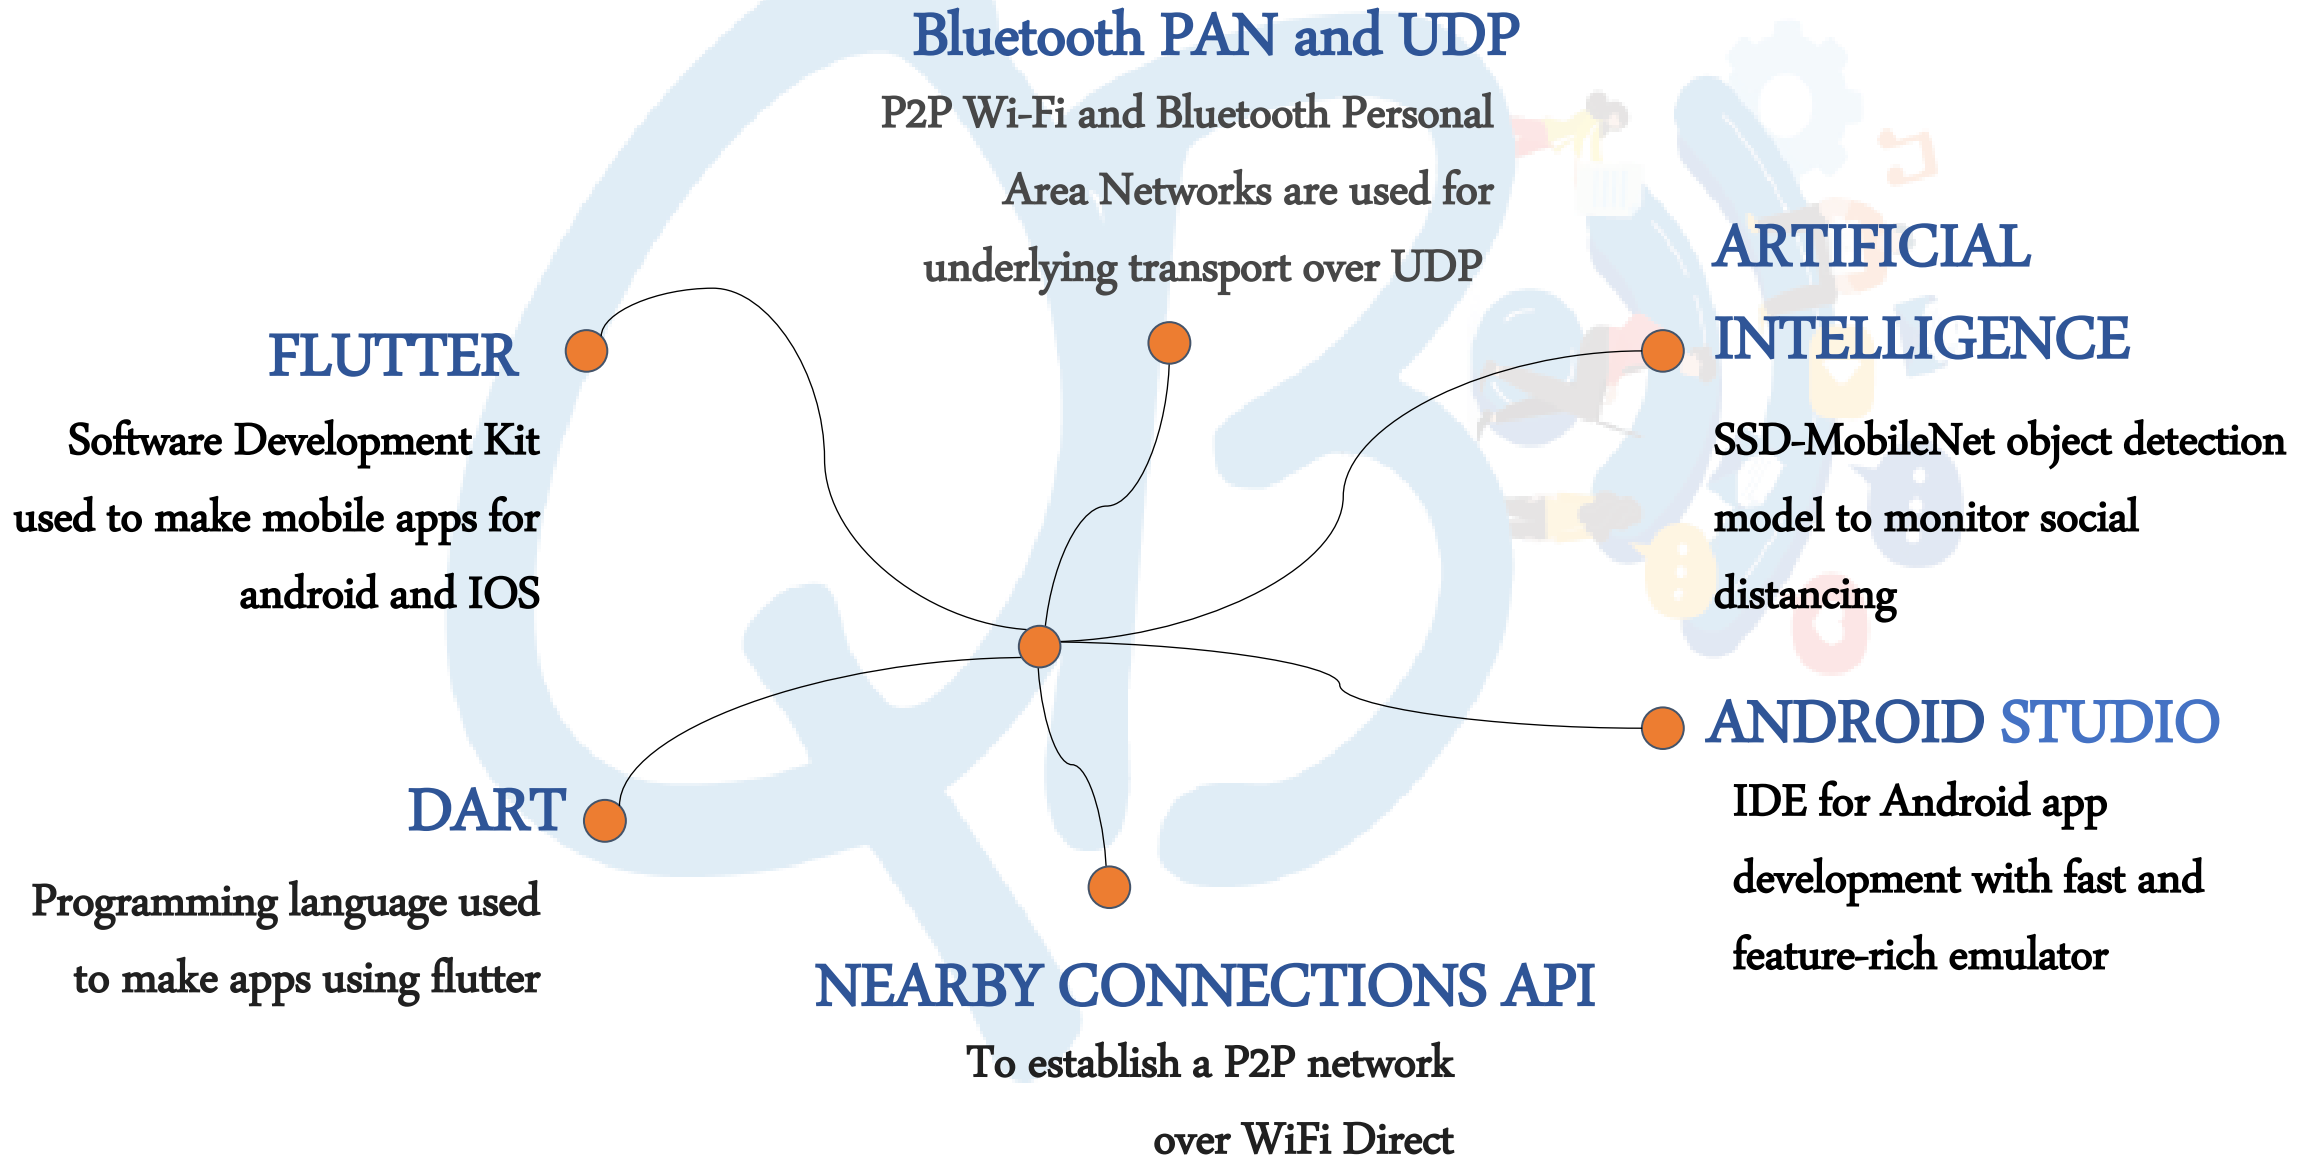 Bluetooth PAN and UDP
P2P Wi-Fi and Bluetooth Personal
Area Networks are used for
underlying transport over UDP
ARTIFICIAL
INTELLIGENCE
SSD-MobileNet object detection
model to monitor social
distancing
FLUTTER
Software Development Kit
used to make mobile apps for
android and IOS
ANDROID STUDIO
IDE for Android app
development with fast and
feature-rich emulator
DART
Programming language used
to make apps using flutter
NEARBY CONNECTIONS API
To establish a P2P network
over WiFi Direct